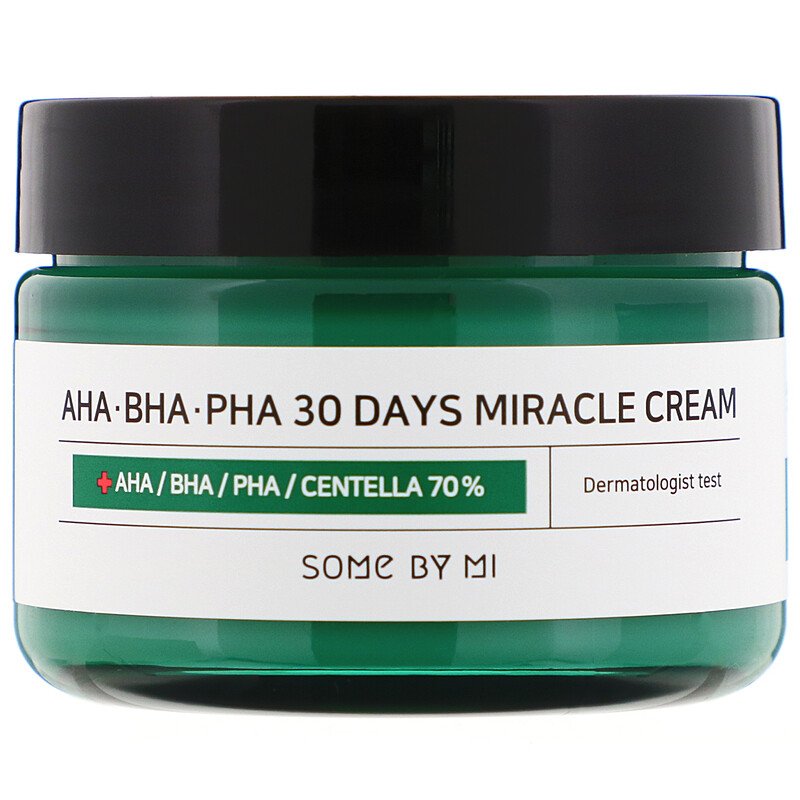 AHA·BHA·PHA 30 DAYS MIRACLE CREAM
+AHA / BHA / PHA / CENTELLA 70%
Dermatologist test
SOME BY MI